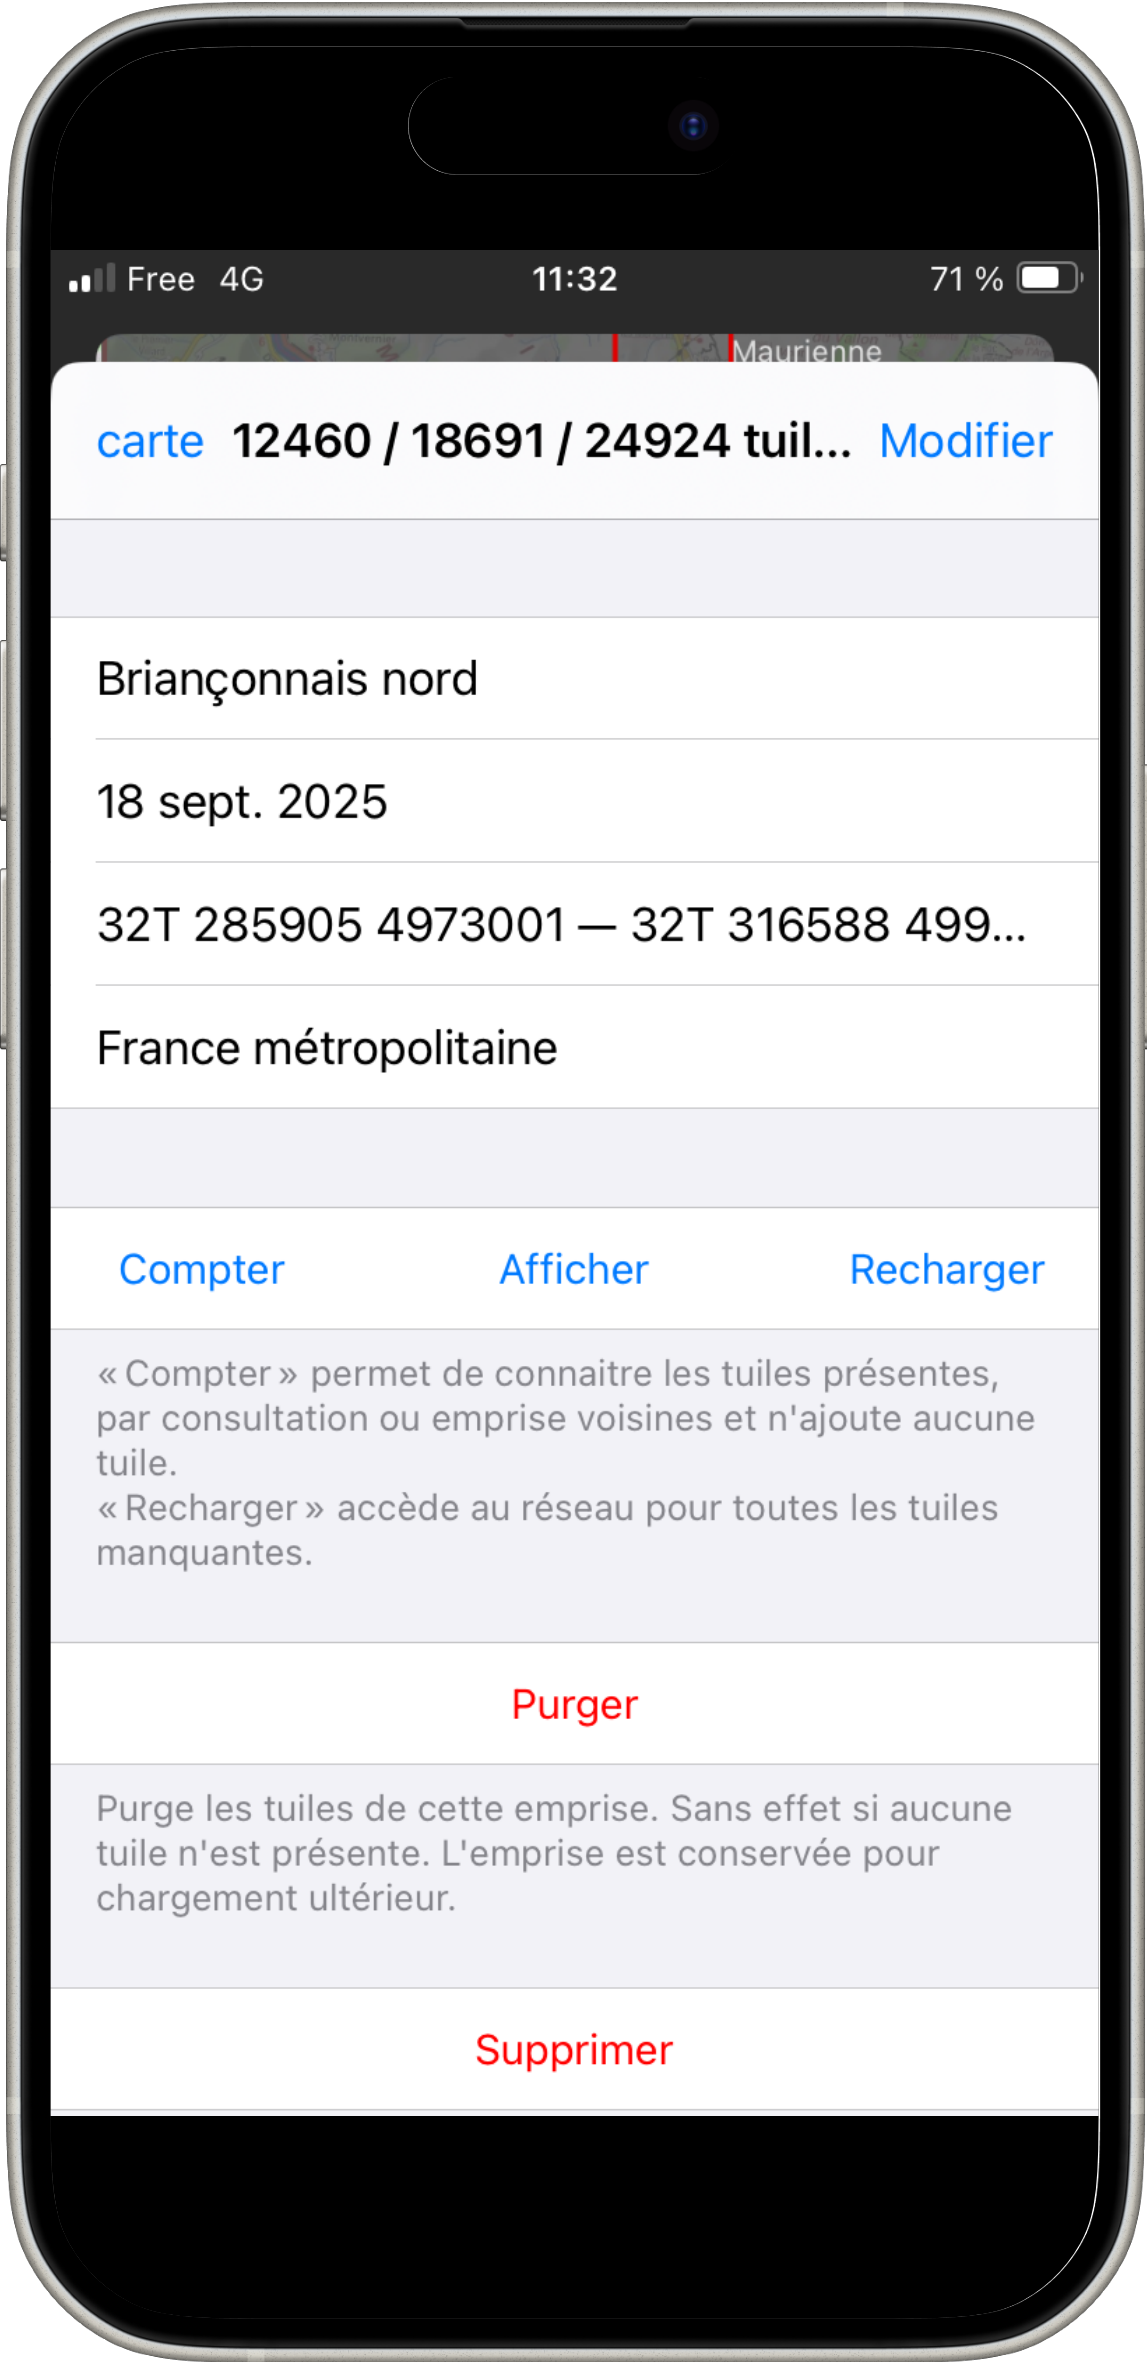 Free 4G 11:32 71 %
Maurienne
carte 12460 / 18691 / 24924 tuil... Modifier
Briançonnais nord
18 sept. 2025
32T 285905 4973001 — 32T 316588 499...
France métropolitaine
Compter Afficher Recharger
« Compter » permet de connaitre les tuiles présentes,
par consultation ou emprise voisines et n'ajoute aucune
tuile.
« Recharger » accède au réseau pour toutes les tuiles
manquantes.
Purger
Purge les tuiles de cette emprise. Sans effet si aucune
tuile n'est présente. L'emprise est conservée pour
chargement ultérieur.
Supprimer